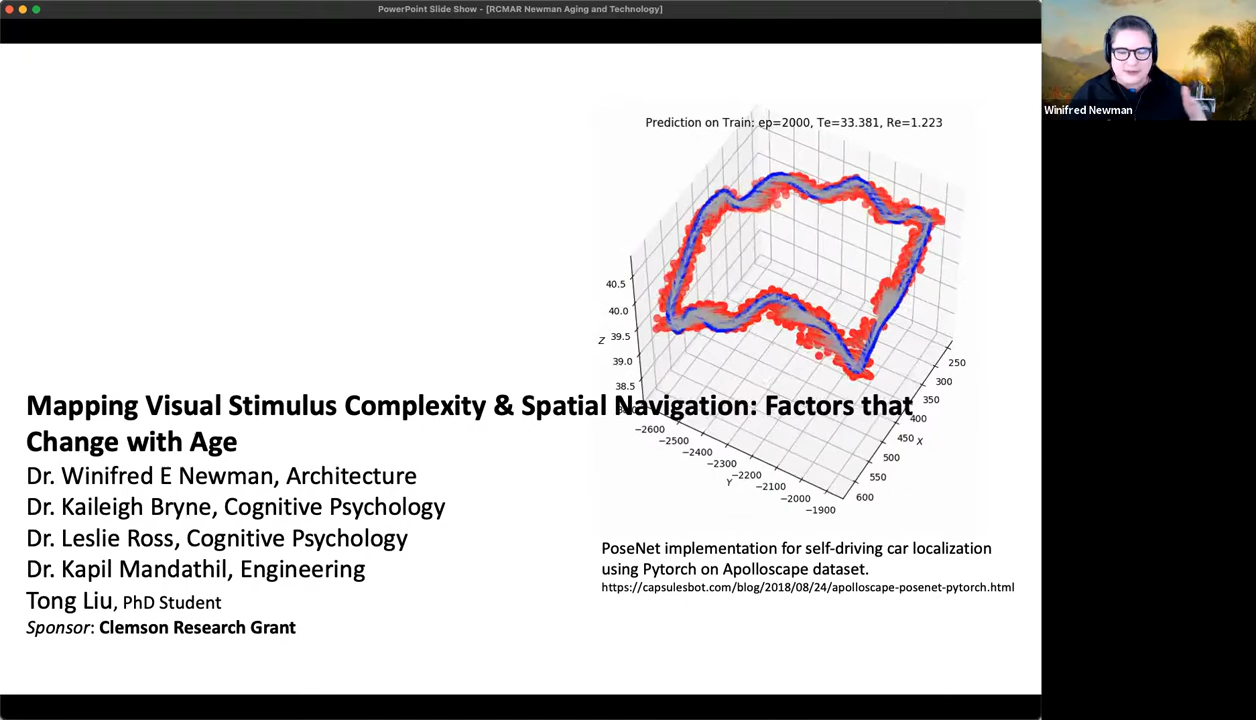 PowerPoint Slide Show - [RCMAR Newman Aging and Technology]
Winifred Newman
Prediction on Train: ep=2000, Te=33.381, Re=1.223
40.5
40.0
Z 39.5
39.0
38.5
250
300
350
400
450 X
500
550
600
−2600
−2500
−2400
−2300
Y −2200
−2100
−2000
−1900
Mapping Visual Stimulus Complexity & Spatial Navigation: Factors that
Change with Age
Dr. Winifred E Newman, Architecture
Dr. Kaileigh Bryne, Cognitive Psychology
Dr. Leslie Ross, Cognitive Psychology
Dr. Kapil Mandathil, Engineering
Tong Liu, PhD Student
Sponsor: Clemson Research Grant
PoseNet implementation for self-driving car localization
using Pytorch on Apolloscape dataset.
https://capsulesbot.com/blog/2018/08/24/apolloscape-posenet-pytorch.html